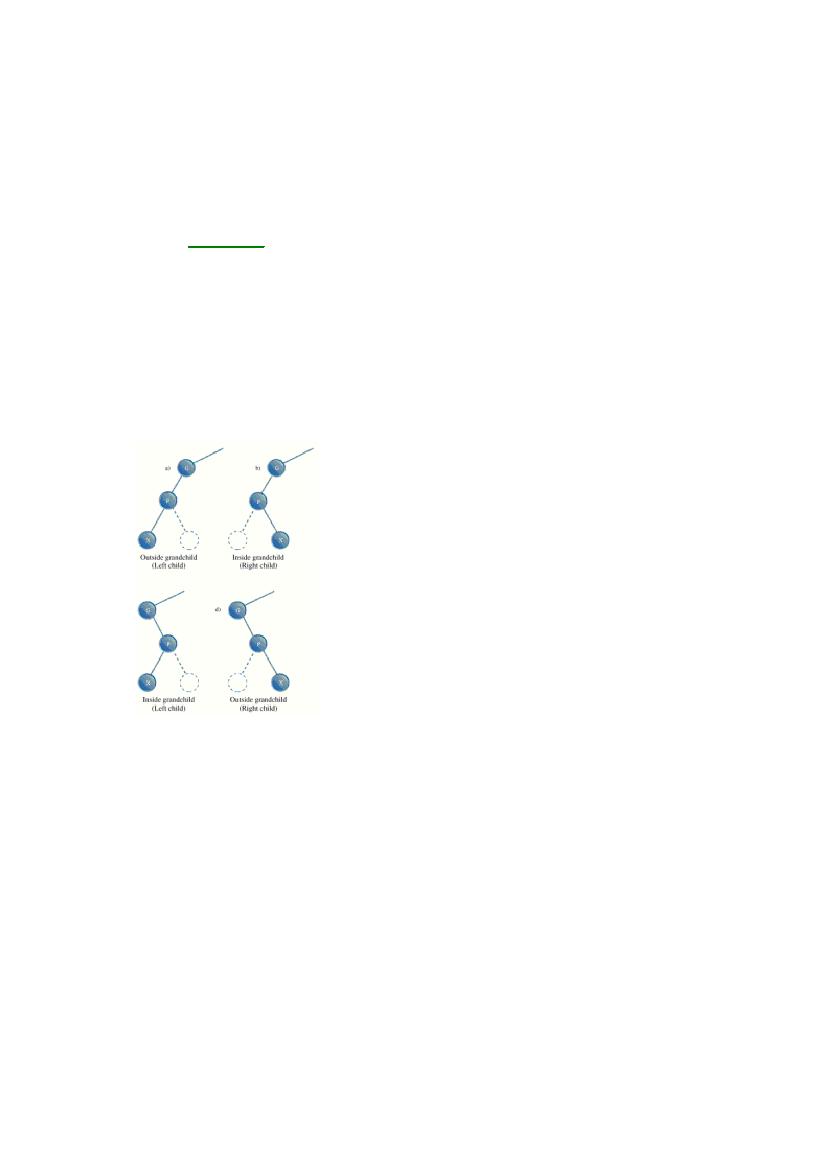 a)
G
b)
G
P
P
X
X
Outside grandchild
(Left child)
Inside grandchild
(Right child)
G
d)
G
P
P
X
X
Inside grandchild
(Left child)
Outside grandchild
(Right child)